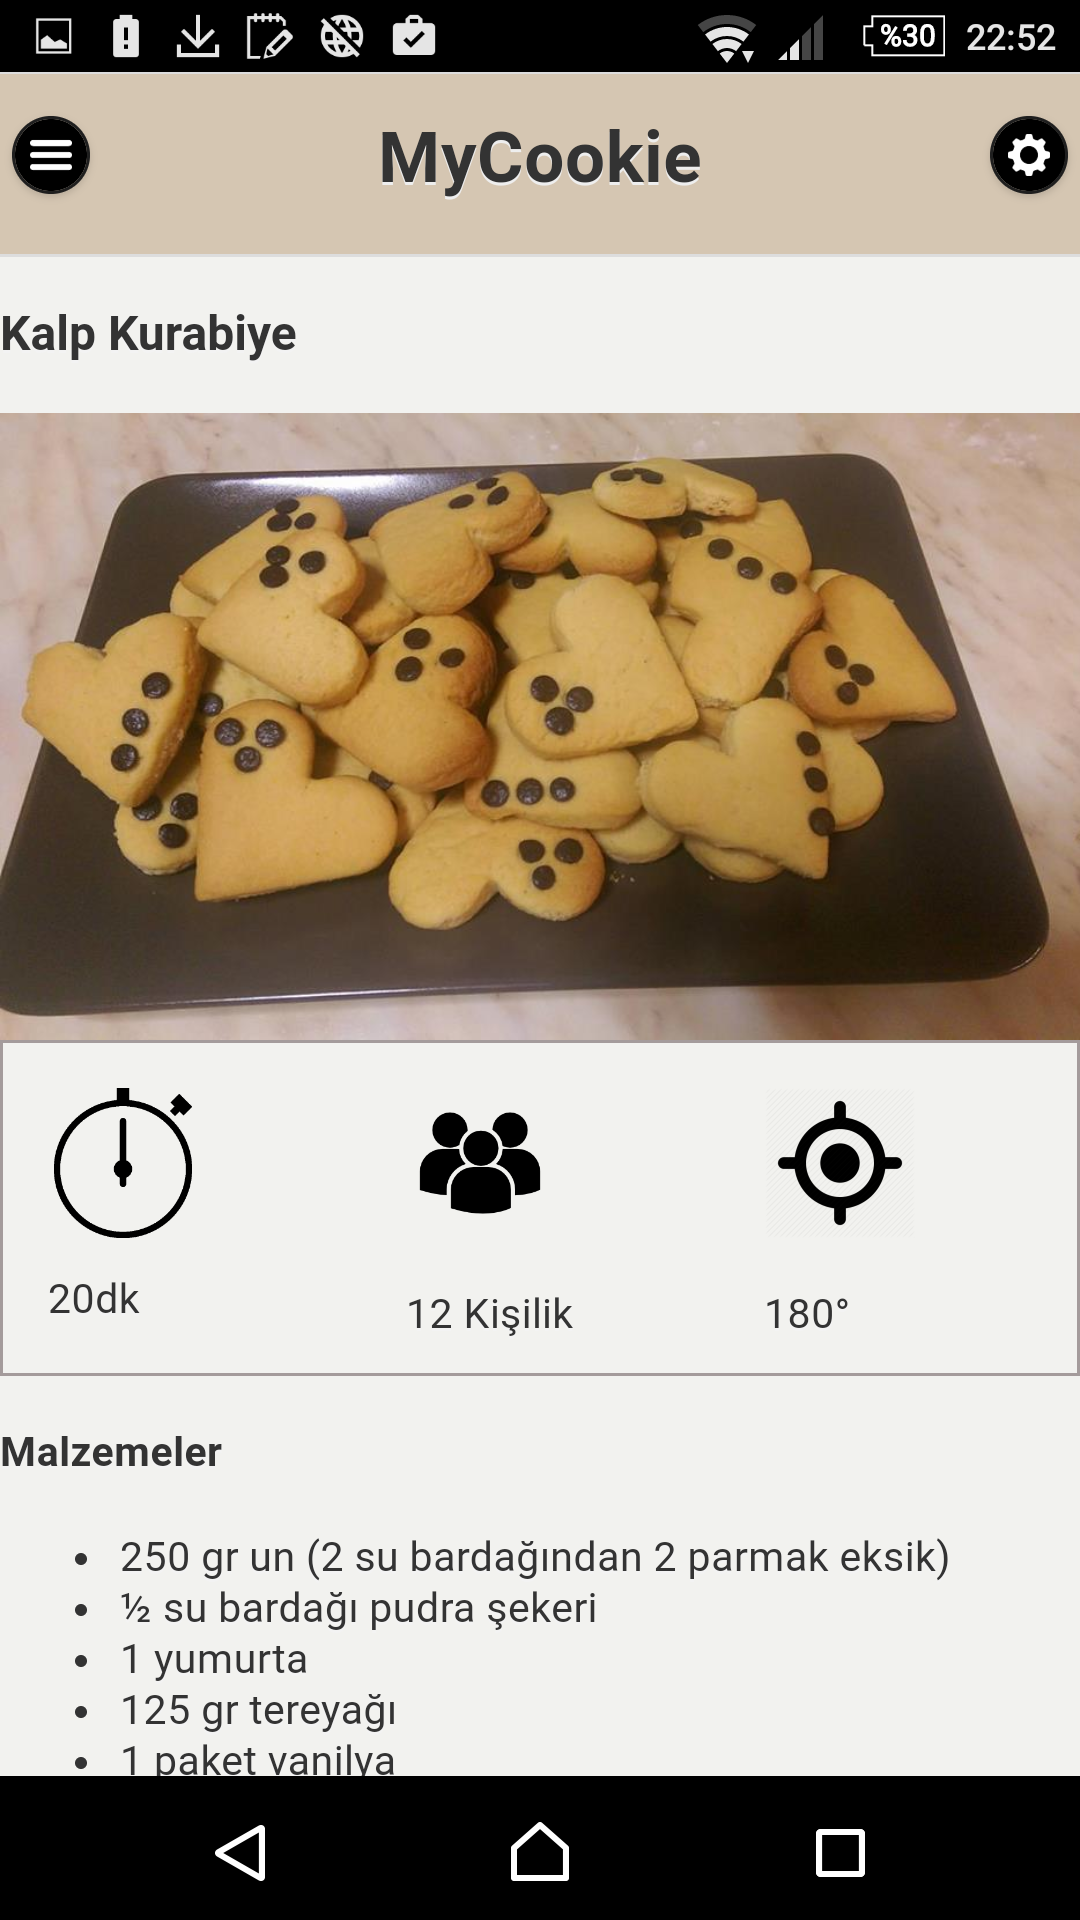 %30 22:52
MyCookie
Kalp Kurabiye
20dk
12 Kişilik
180°
Malzemeler
• 250 gr un (2 su bardağından 2 parmak eksik)
• ½ su bardağı pudra şekeri
• 1 yumurta
• 125 gr tereyağı
• 1 paket vanilya